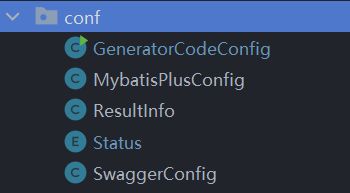 conf
C GeneratorCodeConfig
C MybatisPlusConfig
C ResultInfo
E Status
C SwaggerConfig